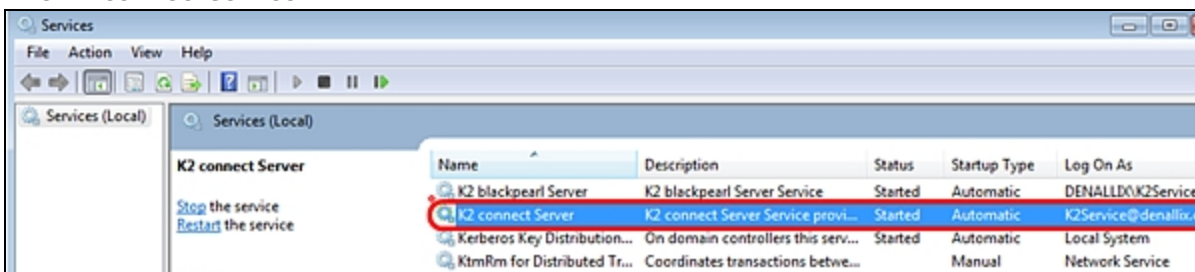 Services
File Action View Help
Services (Local)
Services (Local)
K2 connect Server
Stop the service
Restart the service
Name Description Status Startup Type Log On As
K2 blackpearl Server K2 blackpearl Server Service Started Automatic DENALLIX\K2Service
K2 connect Server K2 connect Server Service provi... Started Automatic K2Service@denallix.
Kerberos Key Distribution... On domain controllers this serv... Started Automatic Local System
KtmRm for Distributed Tr... Coordinates transactions betwe... Manual Network Service